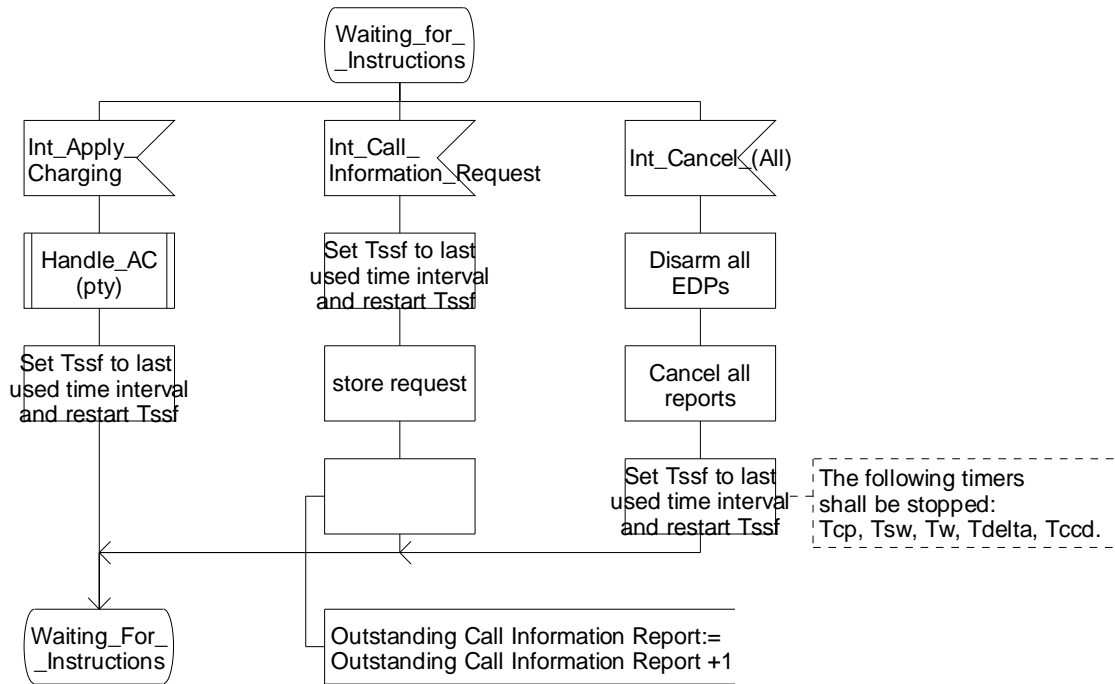 Waiting_for_
_Instructions
Int_Apply_
Charging
Int_Call_
Information_Request
Int_Cancel_(All)
Handle_AC
(pty)
Set Tssf to last
used time interval
and restart Tssf
Disarm all
EDPs
Set Tssf to last
used time interval
and restart Tssf
store request
Cancel all
reports
Set Tssf to last
used time interval
and restart Tssf
The following timers
shall be stopped:
Tcp, Tsw, Tw, Tdelta, Tccd.
Waiting_For_
_Instructions
Outstanding Call Information Report:=
Outstanding Call Information Report +1